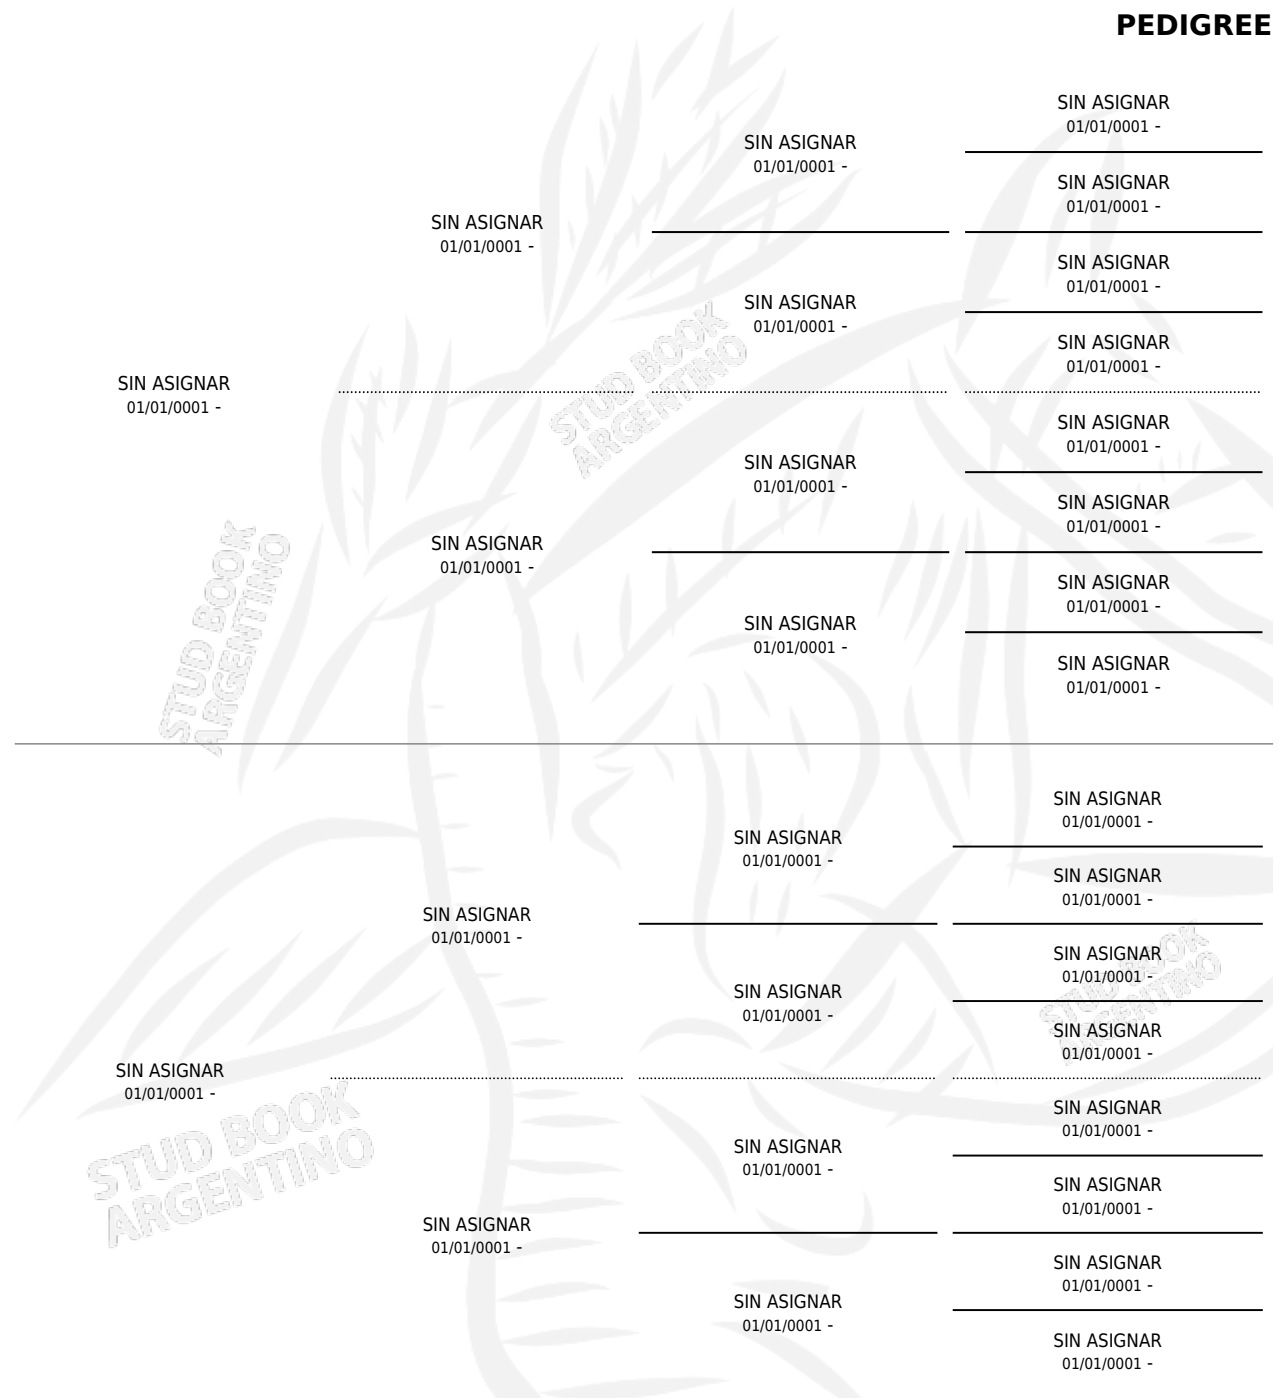 PEDIGREE
SIN ASIGNAR
01/01/0001 -
SIN ASIGNAR
01/01/0001 -
SIN ASIGNAR
01/01/0001 -
SIN ASIGNAR
01/01/0001 -
SIN ASIGNAR
01/01/0001 -
SIN ASIGNAR
01/01/0001 -
SIN ASIGNAR
01/01/0001 -
STUD BOOK
ARGENTINO
SIN ASIGNAR
01/01/0001 -
SIN ASIGNAR
01/01/0001 -
SIN ASIGNAR
01/01/0001 -
SIN ASIGNAR
01/01/0001 -
STUD BOOK
ARGENTINO
SIN ASIGNAR
01/01/0001 -
SIN ASIGNAR
01/01/0001 -
SIN ASIGNAR
01/01/0001 -
SIN ASIGNAR
01/01/0001 -
SIN ASIGNAR
01/01/0001 -
SIN ASIGNAR
01/01/0001 -
SIN ASIGNAR
01/01/0001 -
SIN ASIGNAR
01/01/0001 -
SIN ASIGNAR
01/01/0001 -
STUD BOOK
ARGENTINO
SIN ASIGNAR
01/01/0001 -
SIN ASIGNAR
01/01/0001 -
SIN ASIGNAR
01/01/0001 -
SIN ASIGNAR
01/01/0001 -
STUD BOOK
ARGENTINO
SIN ASIGNAR
01/01/0001 -
SIN ASIGNAR
01/01/0001 -
SIN ASIGNAR
01/01/0001 -
SIN ASIGNAR
01/01/0001 -
SIN ASIGNAR
01/01/0001 -
SIN ASIGNAR
01/01/0001 -